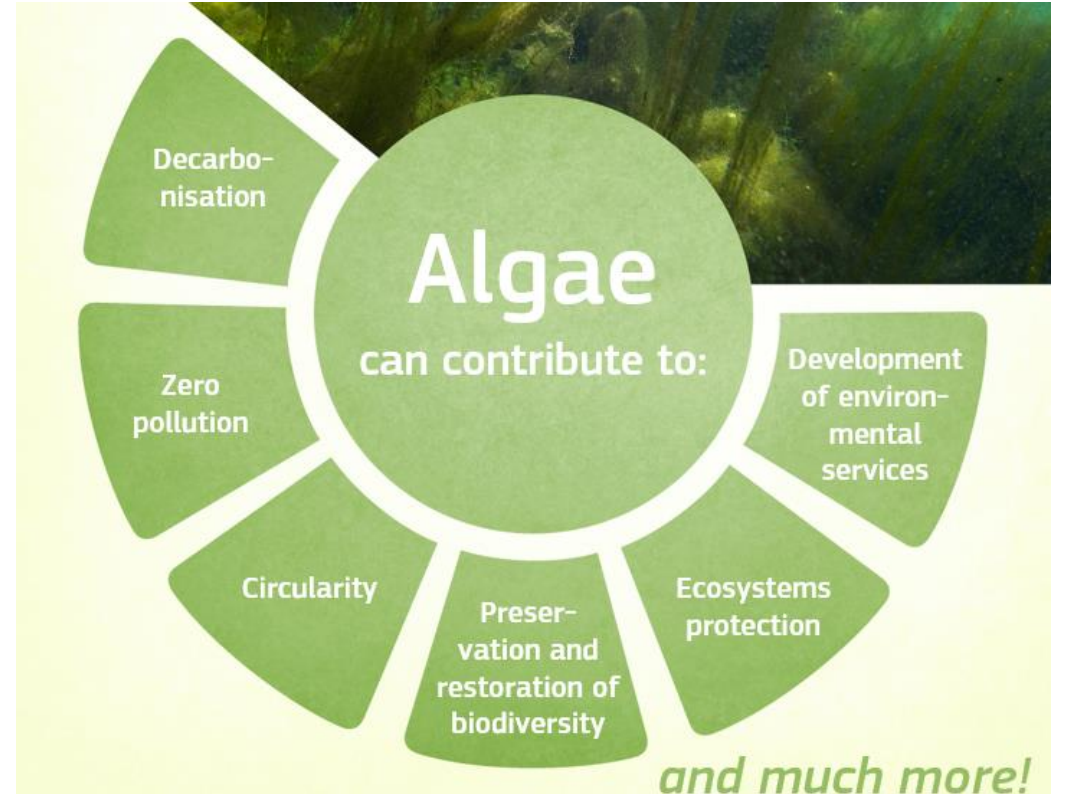 Algae
can contribute to:
Decarbo-
nisation
Zero
pollution
Circularity
Preser-
vation and
restoration of
biodiversity
Ecosystems
protection
Development
of environ-
mental
services
and much more!